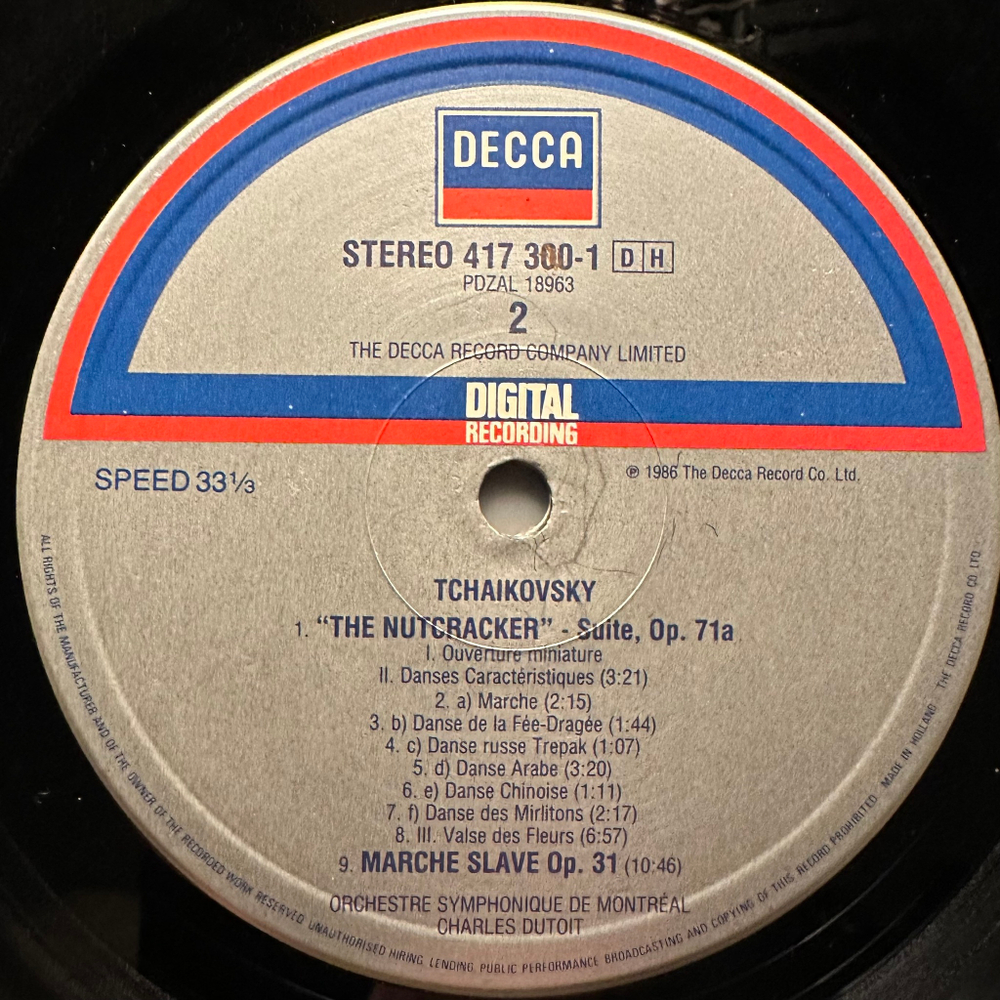 DECCA
STEREO 417 300-1 DH
PDZAL 18963
2
THE DECCA RECORD COMPANY LIMITED
DIGITAL
RECORDING
SPEED 33⅓
℗ 1986 The Decca Record Co. Ltd.
TCHAIKOVSKY
1. “THE NUTCRACKER” - Suite, Op. 71a
I. Ouverture miniature
II. Danses Caractéristiques (3:21)
2. a) Marche (2:15)
3. b) Danse de la Fée-Dragée (1:44)
4. c) Danse russe Trepak (1:07)
5. d) Danse Arabe (3:20)
6. e) Danse Chinoise (1:11)
7. f) Danse des Mirlitons (2:17)
8. III. Valse des Fleurs (6:57)
9. MARCHE SLAVE Op. 31 (10:46)
ORCHESTRE SYMPHONIQUE DE MONTRÉAL
CHARLES DUTOIT
ALL RIGHTS OF THE MANUFACTURER AND OF THE OWNER OF THE RECORDED WORK RESERVED UNAUTHORISED HIRING, LENDING, PUBLIC PERFORMANCE BROADCASTING AND COPYING OF THIS RECORD PROHIBITED. MADE IN HOLLAND THE DECCA RECORD CO LTD.